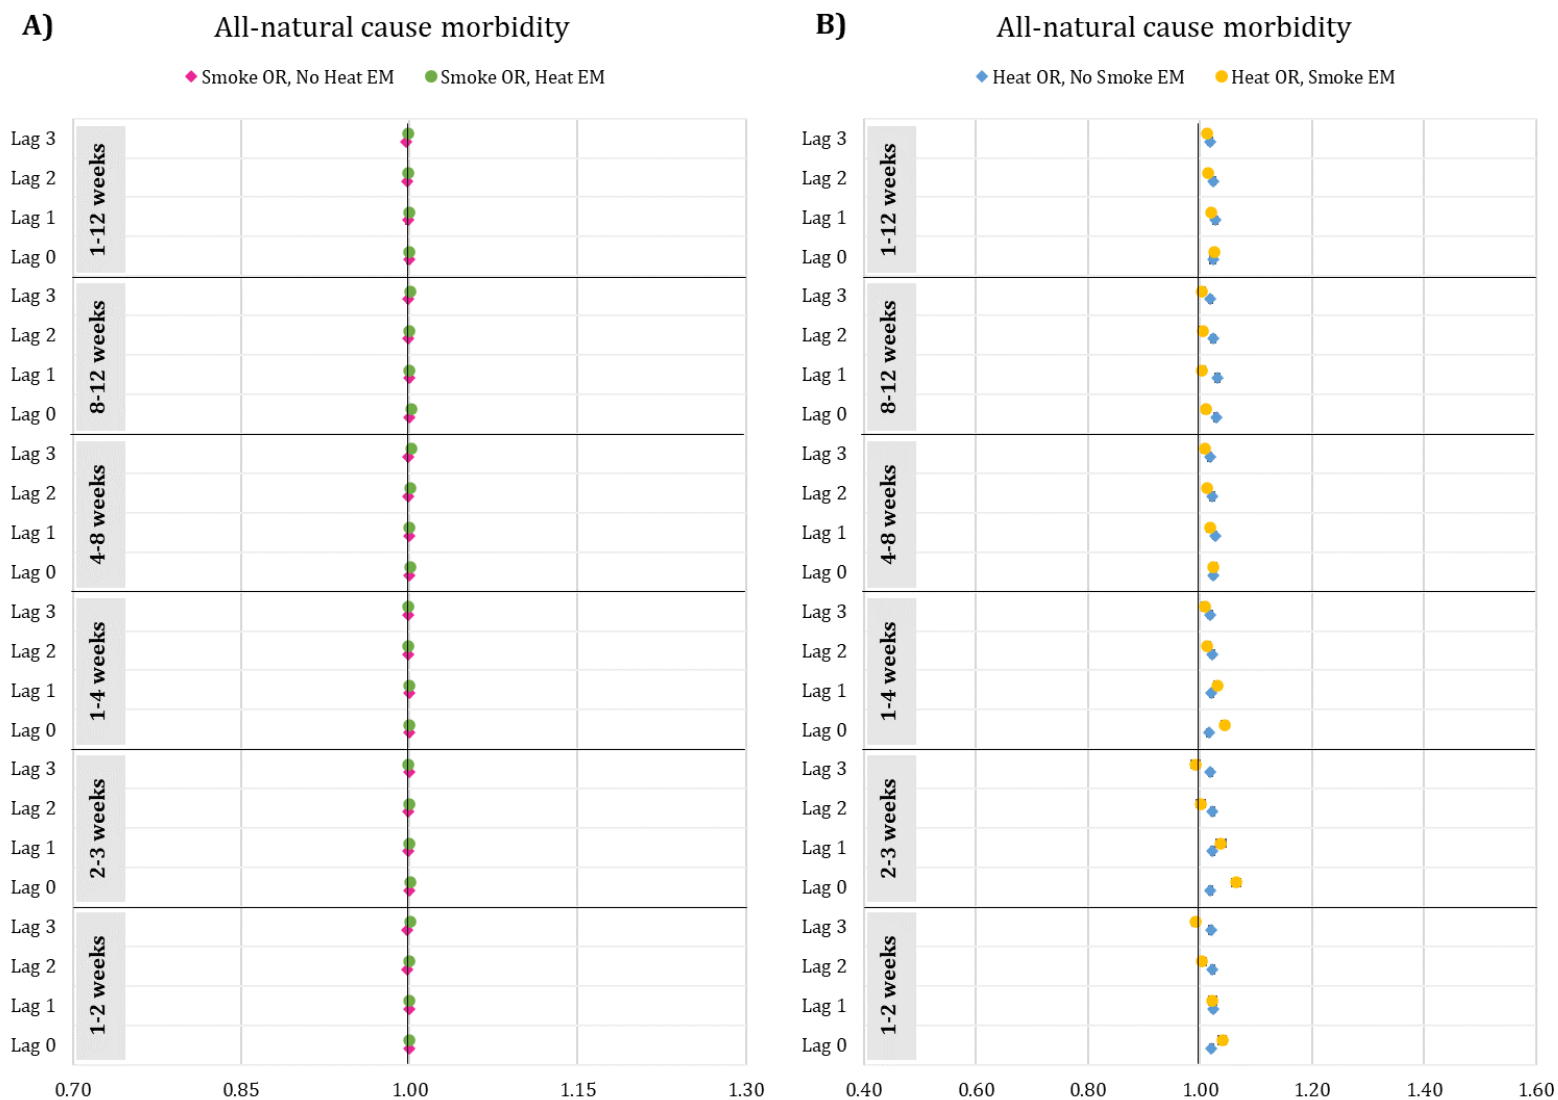 A) All-natural cause morbidity
Smoke OR, No Heat EM Smoke OR, Heat EM
1-12 weeks
Lag 3
Lag 2
Lag 1
Lag 0
8-12 weeks
Lag 3
Lag 2
Lag 1
Lag 0
4-8 weeks
Lag 3
Lag 2
Lag 1
Lag 0
1-4 weeks
Lag 3
Lag 2
Lag 1
Lag 0
2-3 weeks
Lag 3
Lag 2
Lag 1
Lag 0
1-2 weeks
Lag 3
Lag 2
Lag 1
Lag 0
0.70 0.85 1.00 1.15 1.30
B) All-natural cause morbidity
Heat OR, No Smoke EM Heat OR, Smoke EM
1-12 weeks
Lag 3
Lag 2
Lag 1
Lag 0
8-12 weeks
Lag 3
Lag 2
Lag 1
Lag 0
4-8 weeks
Lag 3
Lag 2
Lag 1
Lag 0
1-4 weeks
Lag 3
Lag 2
Lag 1
Lag 0
2-3 weeks
Lag 3
Lag 2
Lag 1
Lag 0
1-2 weeks
Lag 3
Lag 2
Lag 1
Lag 0
0.40 0.60 0.80 1.00 1.20 1.40 1.60